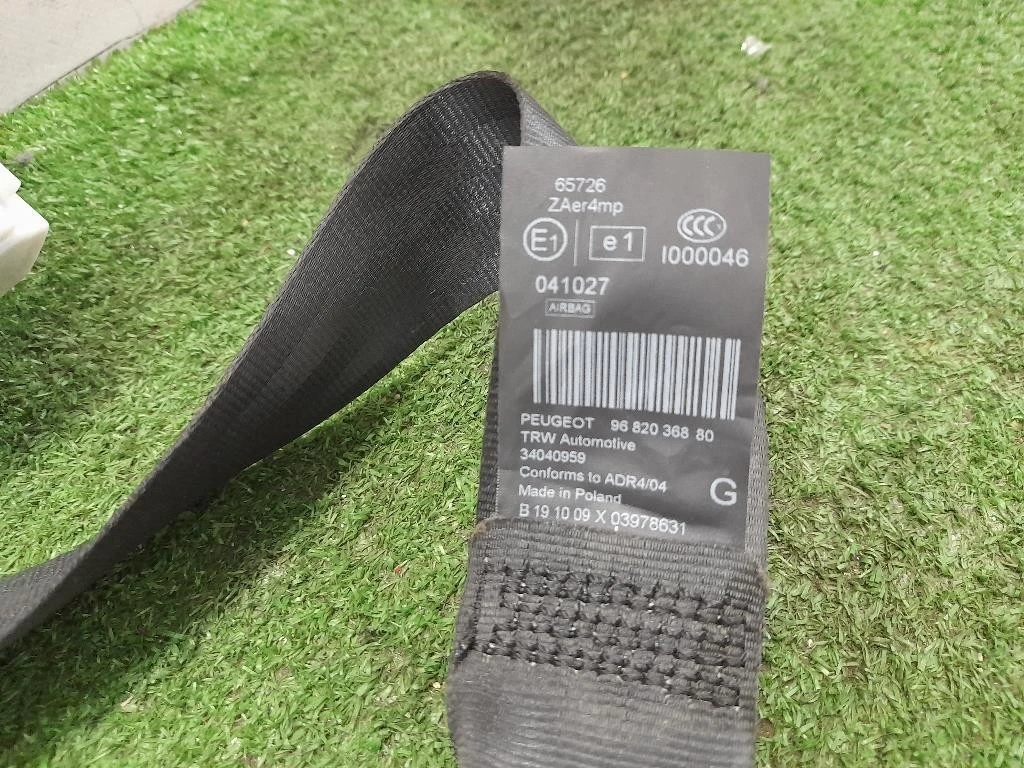 65726
ZAer4mp
E1 e1 CCC
I000046
041027
AIRBAG
PEUGEOT 96 820 368 80
TRW Automotive
34040959
Conforms to ADR4/04
G
Made in Poland
B 19 10 09 X 03978631